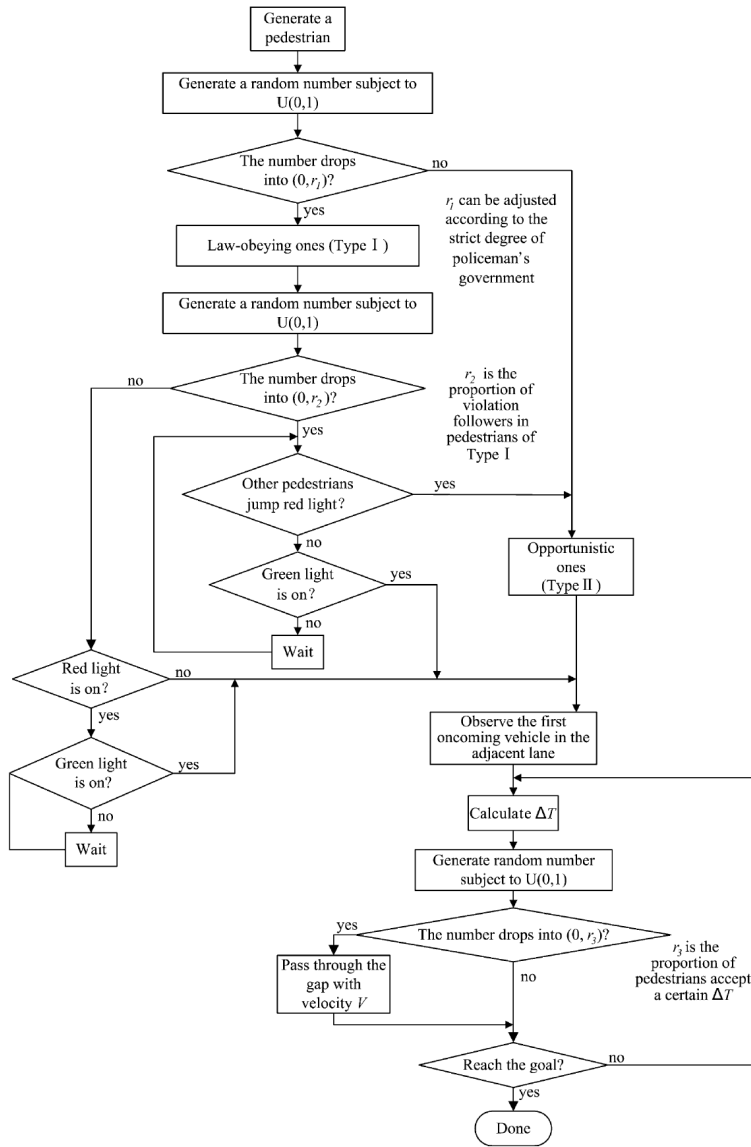 Generate a
pedestrian
Generate a random number subject to
U(0,1)
The number drops
into (0, r1)?
no
yes
r1 can be adjusted
according to the
strict degree of
policeman's
government
Law-obeying ones (Type Ⅰ)
Generate a random number subject to
U(0,1)
The number drops
into (0, r2)?
no
yes
r2 is the
proportion of
violation
followers in
pedestrians of
Type Ⅰ
Other pedestrians
jump red light?
yes
no
Opportunistic
ones
(Type Ⅱ)
Green light
is on?
yes
no
Wait
Red light
is on?
no
yes
Green light
is on?
yes
no
Wait
Observe the first
oncoming vehicle in the
adjacent lane
Calculate ΔT
Generate random number
subject to U(0,1)
The number drops into (0, r3)?
yes
no
r3 is the
proportion of
pedestrians accept
a certain ΔT
Pass through the
gap with
velocity V
Reach the goal?
no
yes
Done